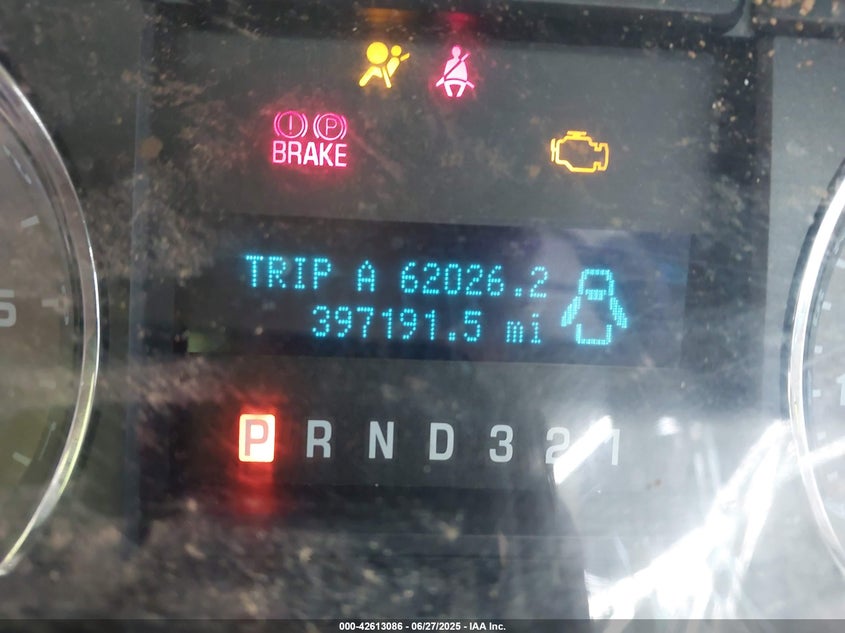 BRAKE
TRIP A 62026.2
397191.5 mi
P R N D 3 2 1
000-42613086 - 06/27/2025 - IAA Inc.